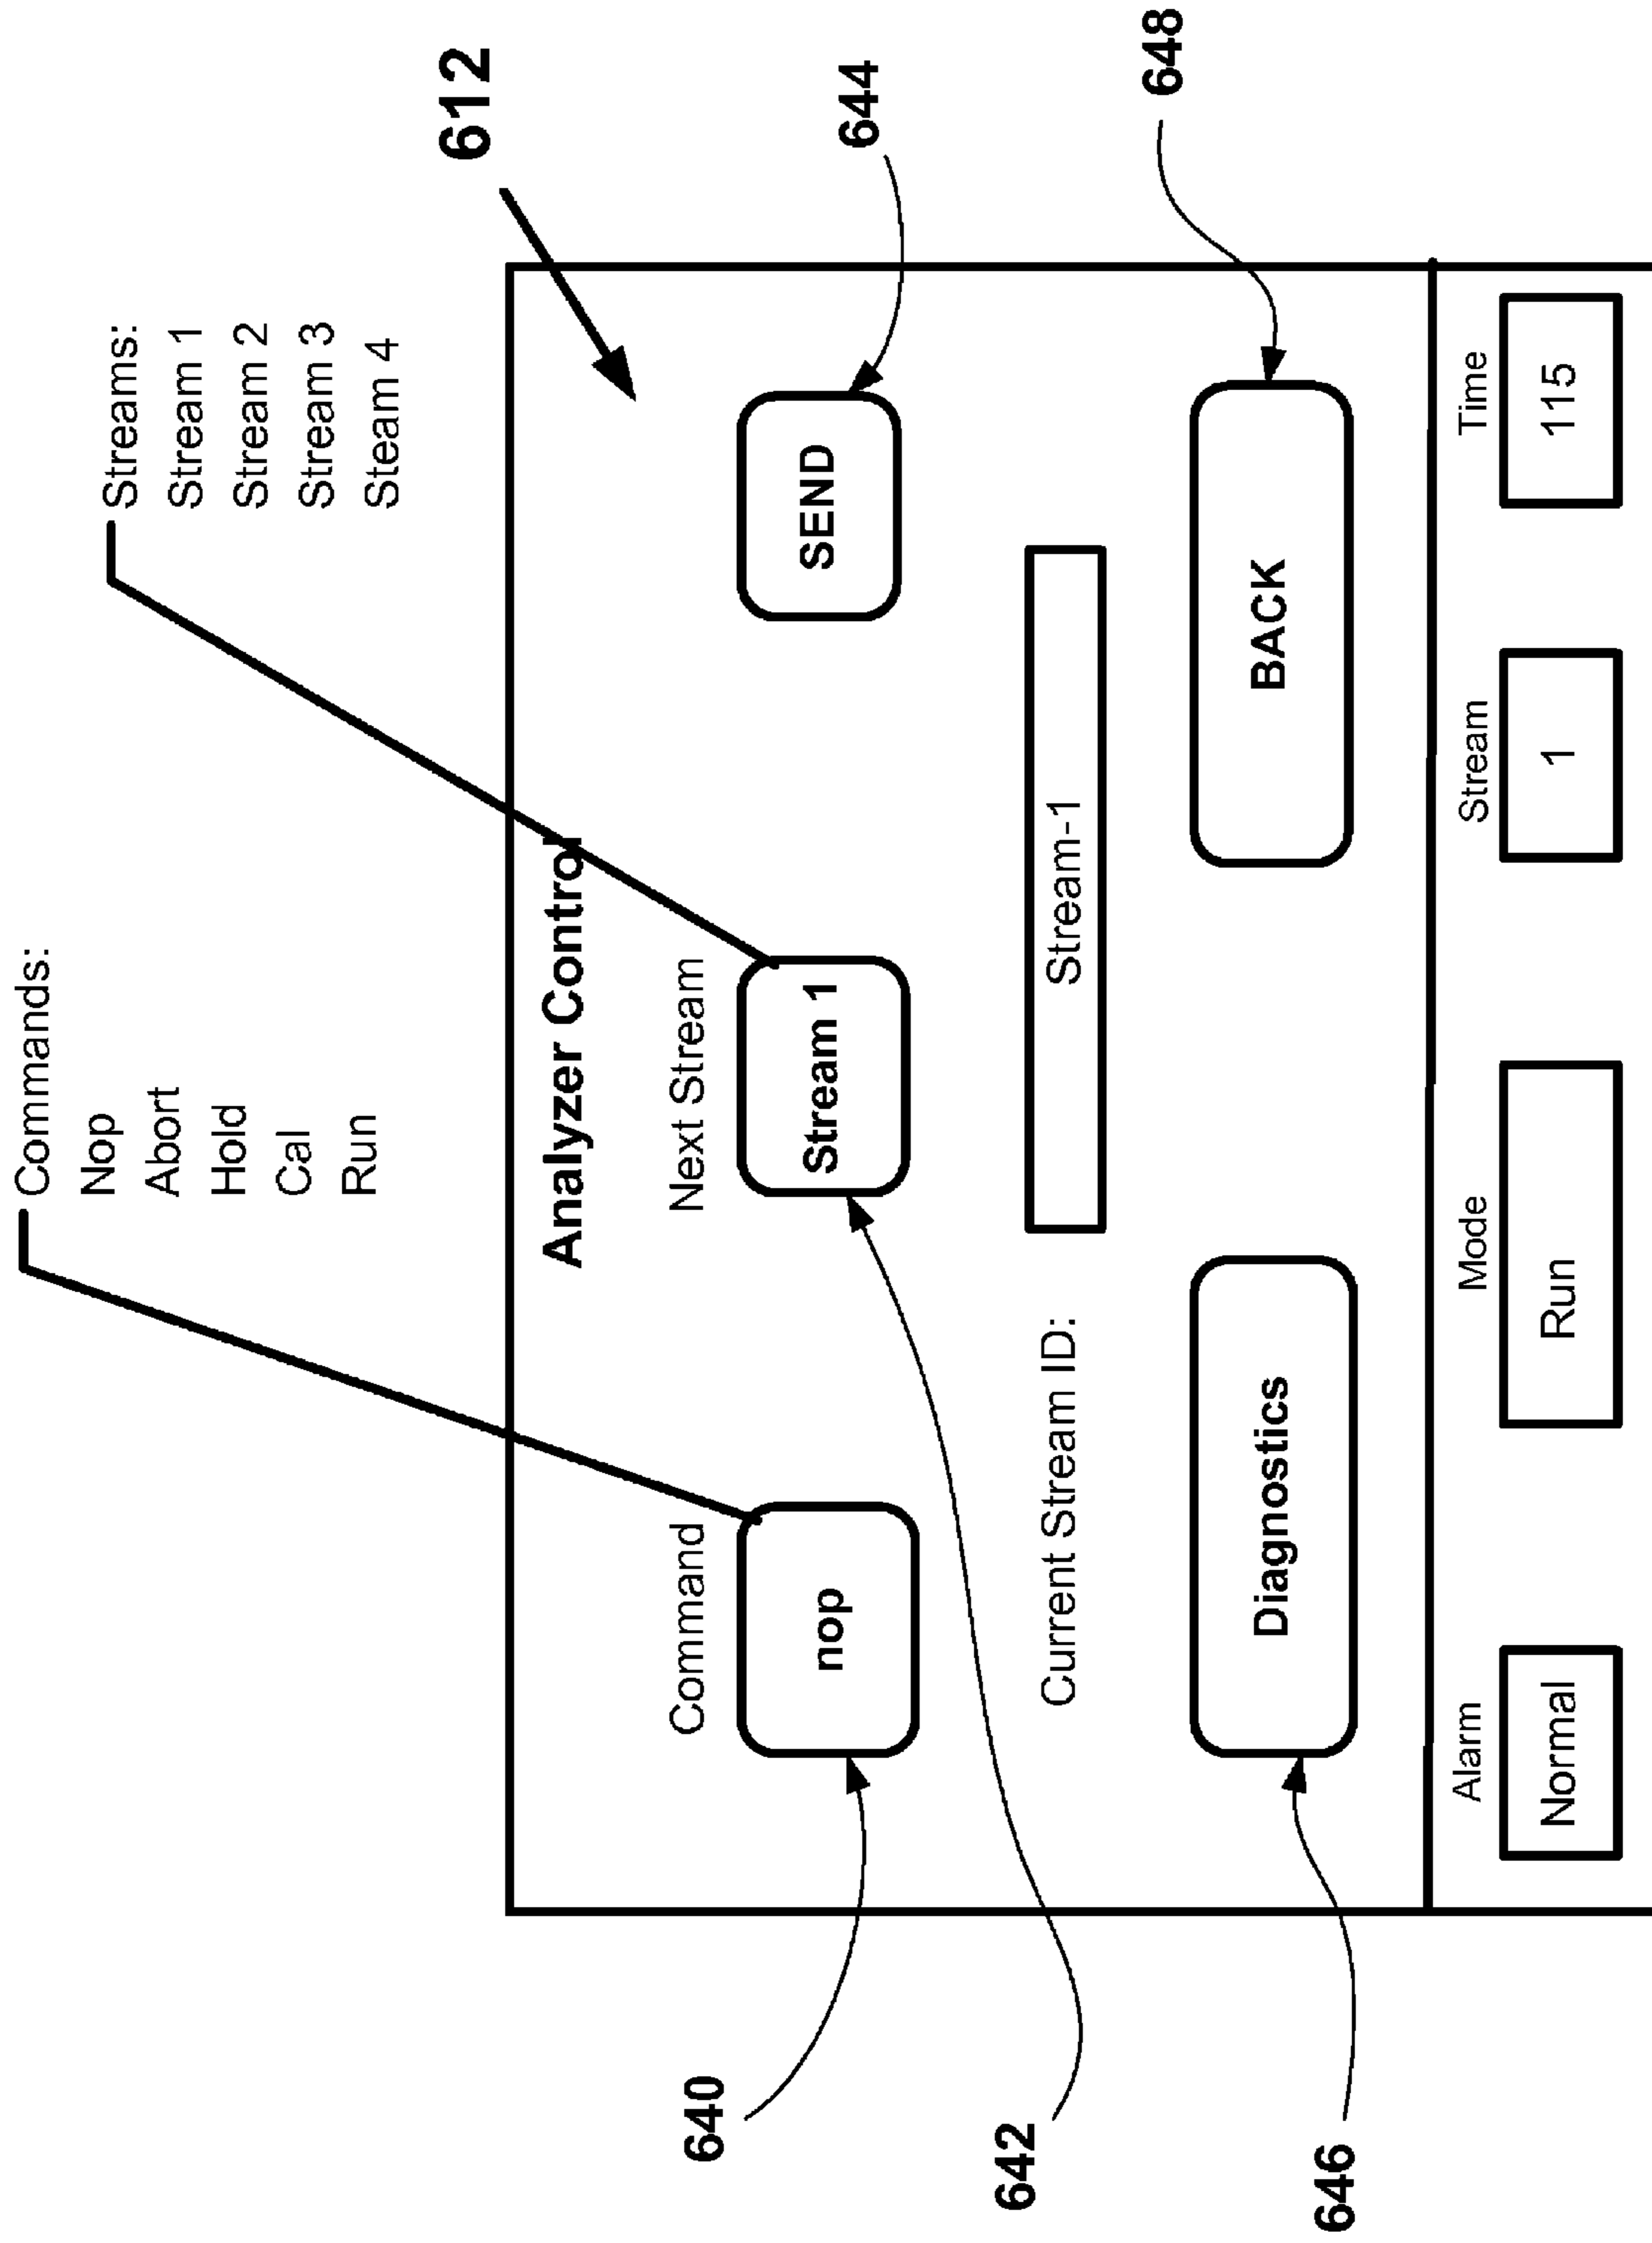 Commands:
Nop
Abort
Hold
Cal
Run
Streams:
Stream 1
Stream 2
Stream 3
Steam 4
612
Analyzer Control
Command
Next Stream
nop
Stream 1
SEND
640
644
Current Stream ID:
Stream-1
642
Diagnostics
BACK
646
648
Alarm
Mode
Stream
Time
Normal
Run
1
115